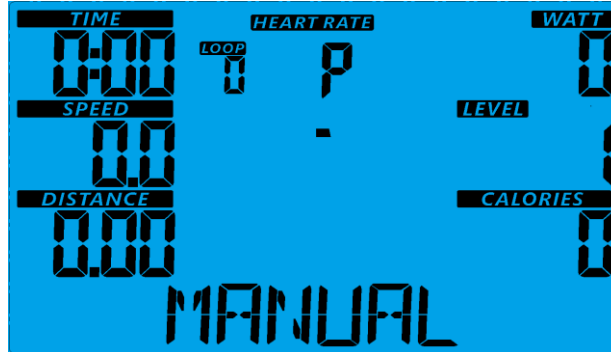 TIME HEART RATE WATT
0:00 LOOP 0 P 0
SPEED LEVEL
0.0 - 1
DISTANCE CALORIES
0.00 0
MANUAL